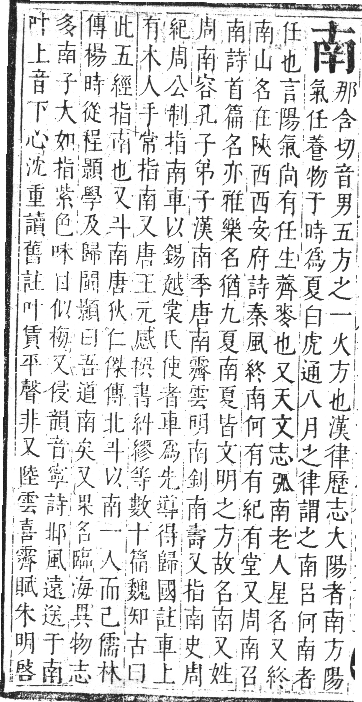 南
那含切音男五方之一火方也漢律歷志大陽者南方陽
氣任養物于時為夏白虎通八月之律謂之南呂何南者
任也言陽氣尚有任生薺麥也又天文志弧南老人星名又終
南山名在陝西西安府詩秦風終南何有有紀有堂又周南召
南詩首篇名亦雅樂名猶九夏南夏皆文明之方故名南又姓
周南容孔子弟子漢南季唐南霽雲明南釗南壽又指南史周
紀周公制指南車以錫越裳氏使者車為先導得歸國註車上
有木人手常指南又唐王元感撰書糾繆等數十篇魏知古曰
此五經指南也又斗南唐狄仁傑傳北斗以南一人而已儒林
傳楊時從程顥學及歸閩顥曰吾道南矣又果名臨海異物志
多南子大如指紫色味甘似梅又侵韻音寧詩邶風遠送于南
叶上音下心沈重讀舊註叶賃平聲非又陸雲喜霽賦朱明啓